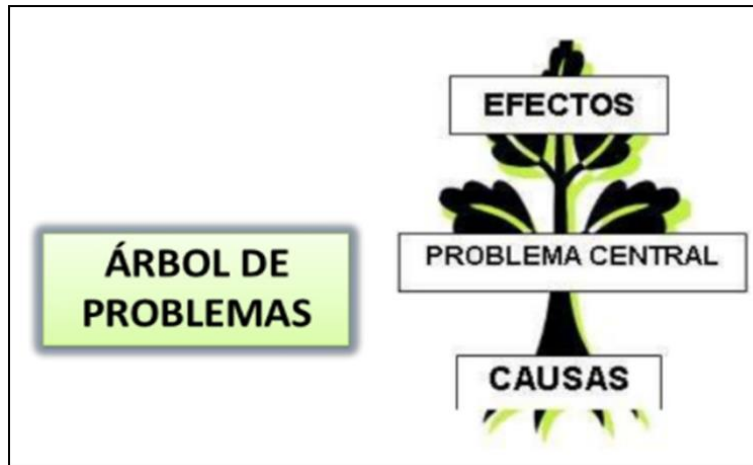 EFECTOS
ÁRBOL DE
PROBLEMAS
PROBLEMA CENTRAL
CAUSAS